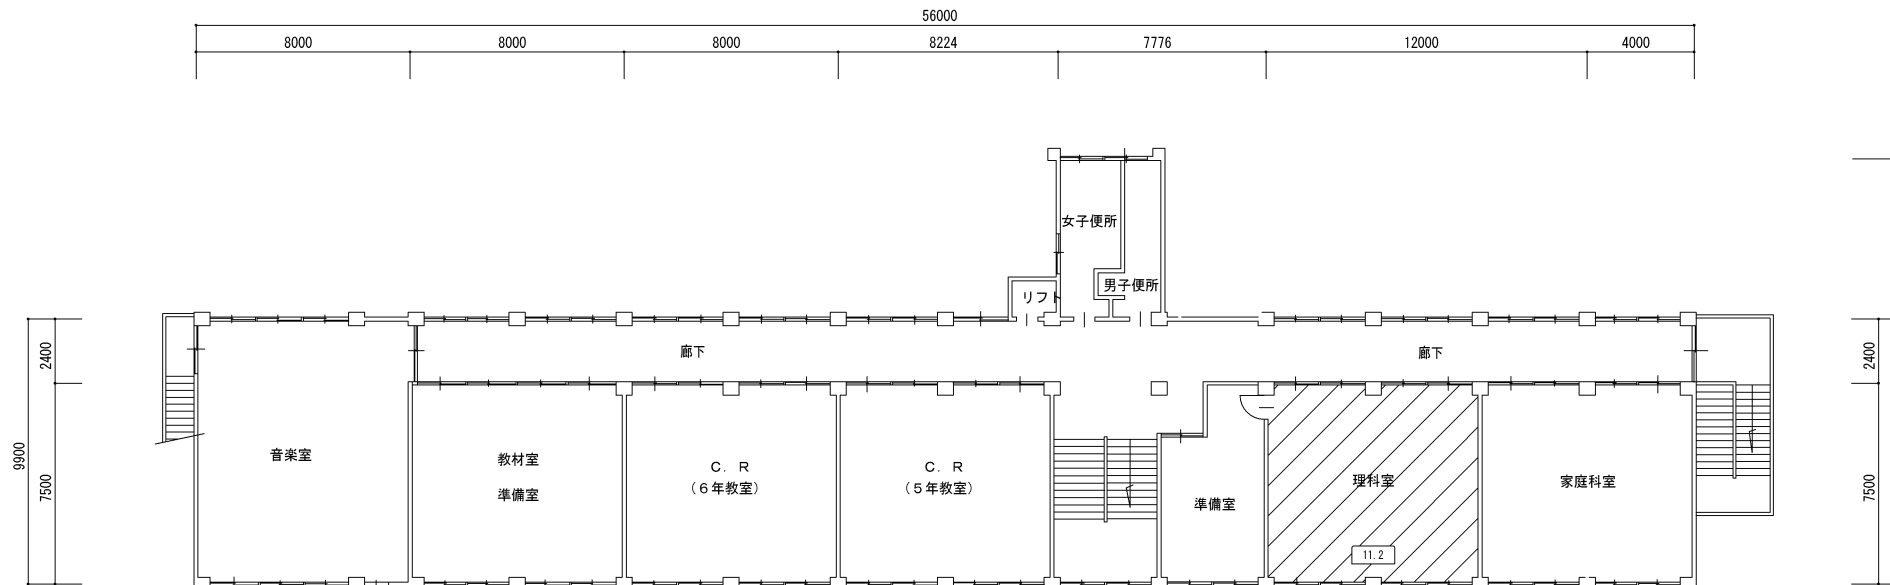 56000
8000
8000
8000
8224
7776
12000
4000
女子便所
男子便所
リフト
廊下
廊下
2400
9900
7500
2400
7500
音楽室
教材室
準備室
C. R
(6年教室)
C. R
(5年教室)
準備室
理科室
家庭科室
11.2